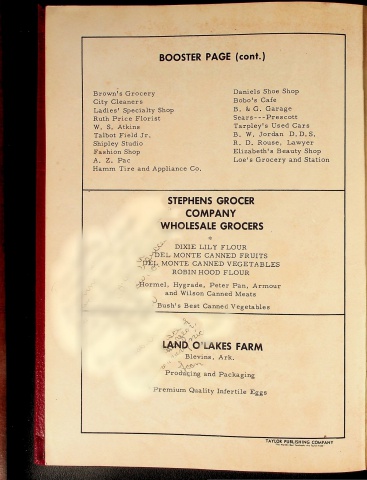 BOOSTER PAGE (cont.)
Brown's Grocery
City Cleaners
Ladies' Specialty Shop
Ruth Price Florist
W. S. Atkins
Talbot Feild Jr.
Shipley Studio
Fashion Shop
A. Z. Pac
Hamm Tire and Appliance Co.
Daniels Shoe Shop
Bobo's Cafe
B. & G. Garage
Sears---Prescott
Tarpley's Used Cars
B. W. Jordan D.D.S.
R. D. Rouse, Lawyer
Elizabeth's Beauty Shop
Loe's Grocery and Station
STEPHENS GROCER
COMPANY
WHOLESALE GROCERS
DIXIE LILY FLOUR
DEL MONTE CANNED FRUITS
DEL MONTE CANNED VEGETABLES
ROBIN HOOD FLOUR
Hormel, Hygrade, Peter Pan, Armour
and Wilson Canned Meats
Bush's Best Canned Vegetables
LAND O'LAKES FARM
Blevins, Ark.
Producing and Packaging
Premium Quality Infertile Eggs
TAYLOR PUBLISHING COMPANY